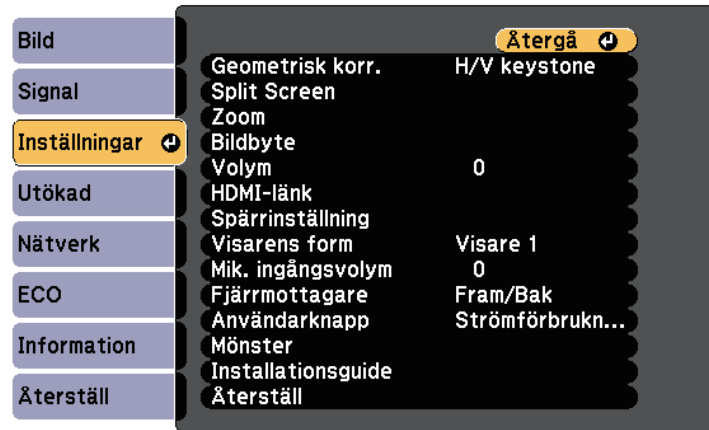 Bild
Signal
Inställningar
Utökad
Nätverk
ECO
Information
Återställ
Återgå
Geometrisk korr. H/V keystone
Split Screen
Zoom
Bildbyte
Volym 0
HDMI-länk
Spärrinställning
Visarens form Visare 1
Mik. ingångsvolym 0
Fjärrmottagare Fram/Bak
Användarknapp Strömförbrukn...
Mönster
Installationsguide
Återställ